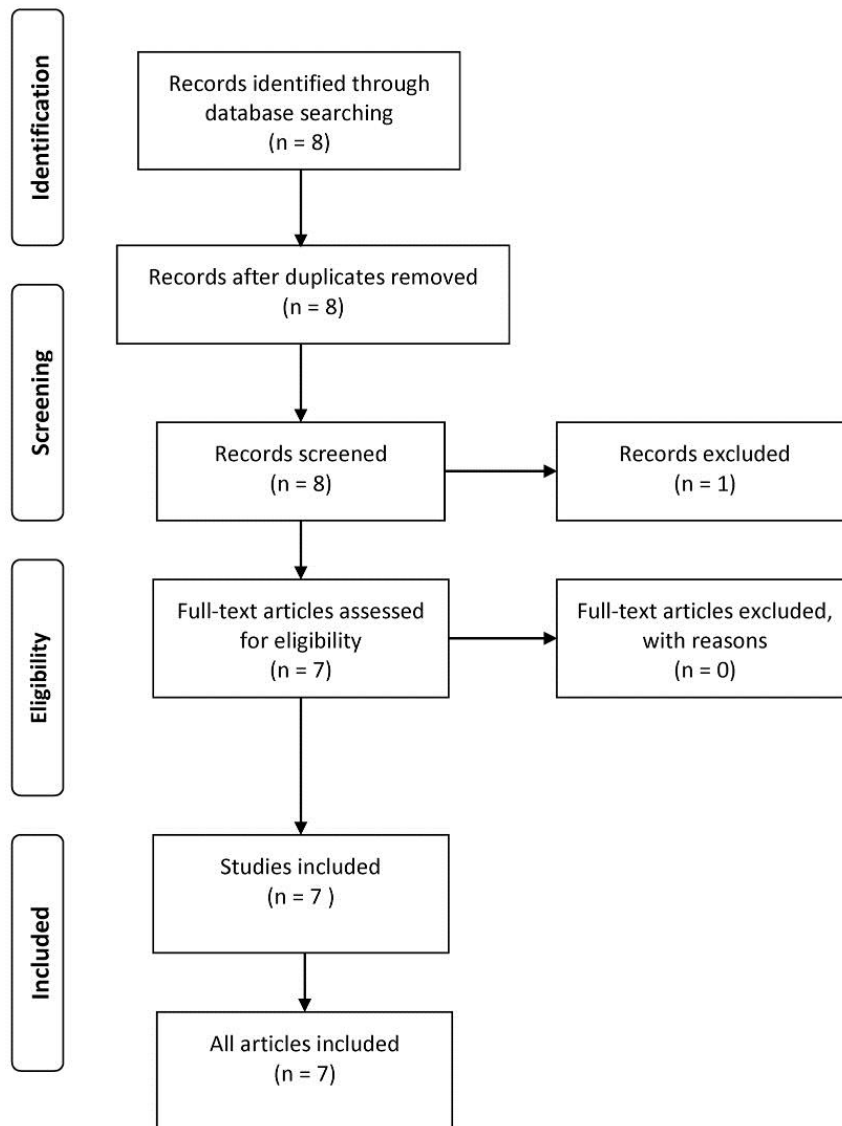 Identification
Records identified through
database searching
(n = 8)
Records after duplicates removed
(n = 8)
Screening
Records screened
(n = 8)
Records excluded
(n = 1)
Eligibility
Full-text articles assessed
for eligibility
(n = 7)
Full-text articles excluded,
with reasons
(n = 0)
Included
Studies included
(n = 7 )
All articles included
(n = 7)